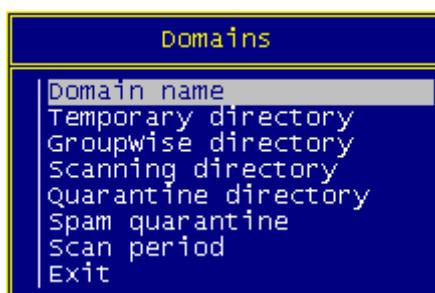 Domains
Domain name
Temporary directory
GroupWise directory
Scanning directory
Quarantine directory
Spam quarantine
Scan period
Exit